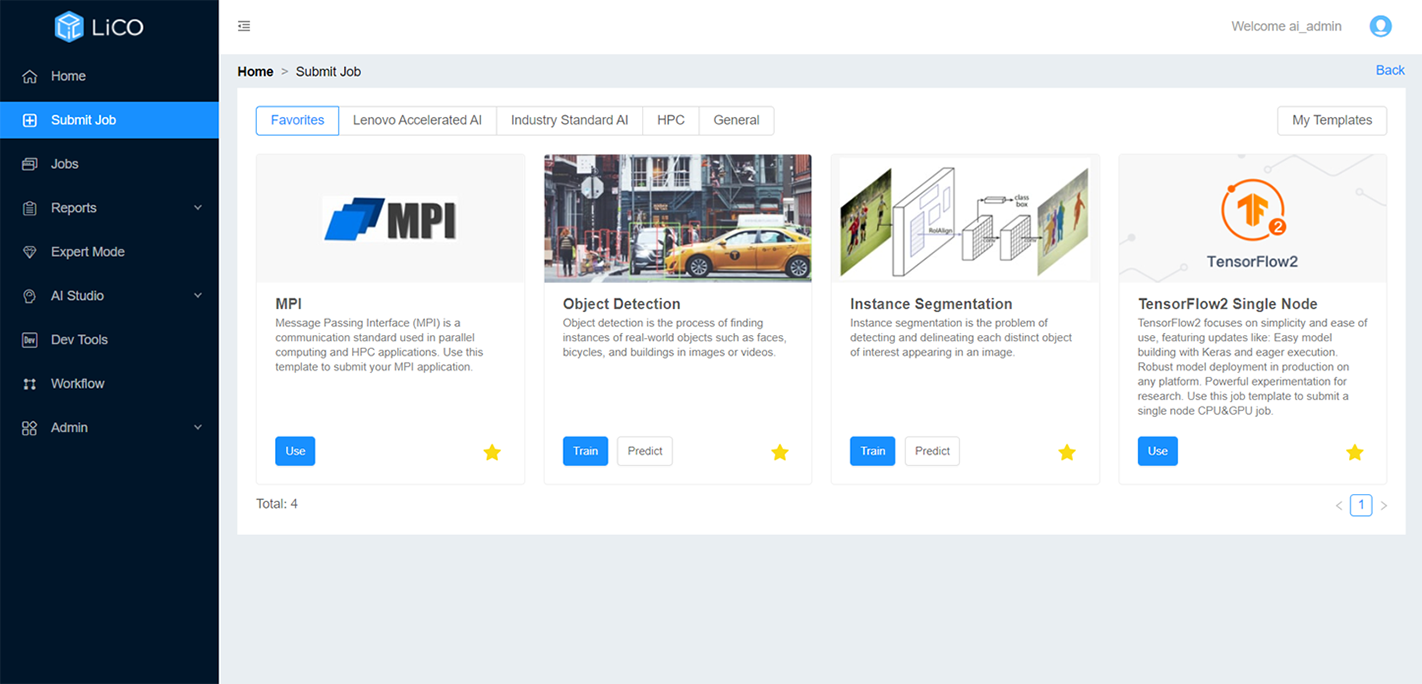 LiCO
Welcome ai_admin
Home
Submit Job
Jobs
Reports
Expert Mode
AI Studio
Dev
Dev Tools
Workflow
Admin
Home > Submit Job
Back
Favorites
Lenovo Accelerated AI
Industry Standard AI
HPC
General
My Templates
MPI
MPI
Message Passing Interface (MPI) is a
communication standard used in parallel
computing and HPC applications. Use this
template to submit your MPI application.
Use
Object Detection
Object detection is the process of finding
instances of real-world objects such as faces,
bicycles, and buildings in images or videos.
Train
Predict
RoIAlign
class
box
conv
conv
Instance Segmentation
Instance segmentation is the problem of
detecting and delineating each distinct object
of interest appearing in an image.
Train
Predict
2
TensorFlow2
TensorFlow2 Single Node
TensorFlow2 focuses on simplicity and ease of
use, featuring updates like: Easy model
building with Keras and eager execution.
Robust model deployment in production on
any platform. Powerful experimentation for
research. Use this job template to submit a
single node CPU&GPU job.
Use
Total: 4
< 1 >